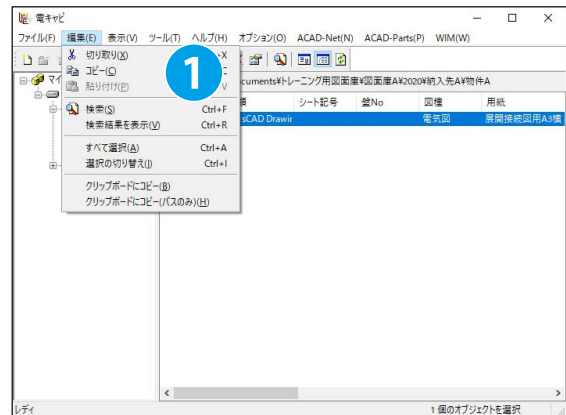 電キャビ
ファイル(F) 編集(E) 表示(V) ツール(T) ヘルプ(H) オプション(O) ACAD-Net(N) ACAD-Parts(P) WIM(W)
切り取り(X)
コピー(C)
貼り付け(P)
検索(S) Ctrl+F
検索結果を表示(V) Ctrl+R
すべて選択(A) Ctrl+A
選択の切り替え(I) Ctrl+I
クリップボードにコピー(B)
クリップボードにコピー(パスのみ)(H)
1
cuments¥トレーニング用図面庫¥図面庫A¥2020¥納入先A¥物件A
シート記号 盤No 図種 用紙
sCAD Drawir 電気図 展開接続図用A3横
レディ 1 個のオブジェクトを選択